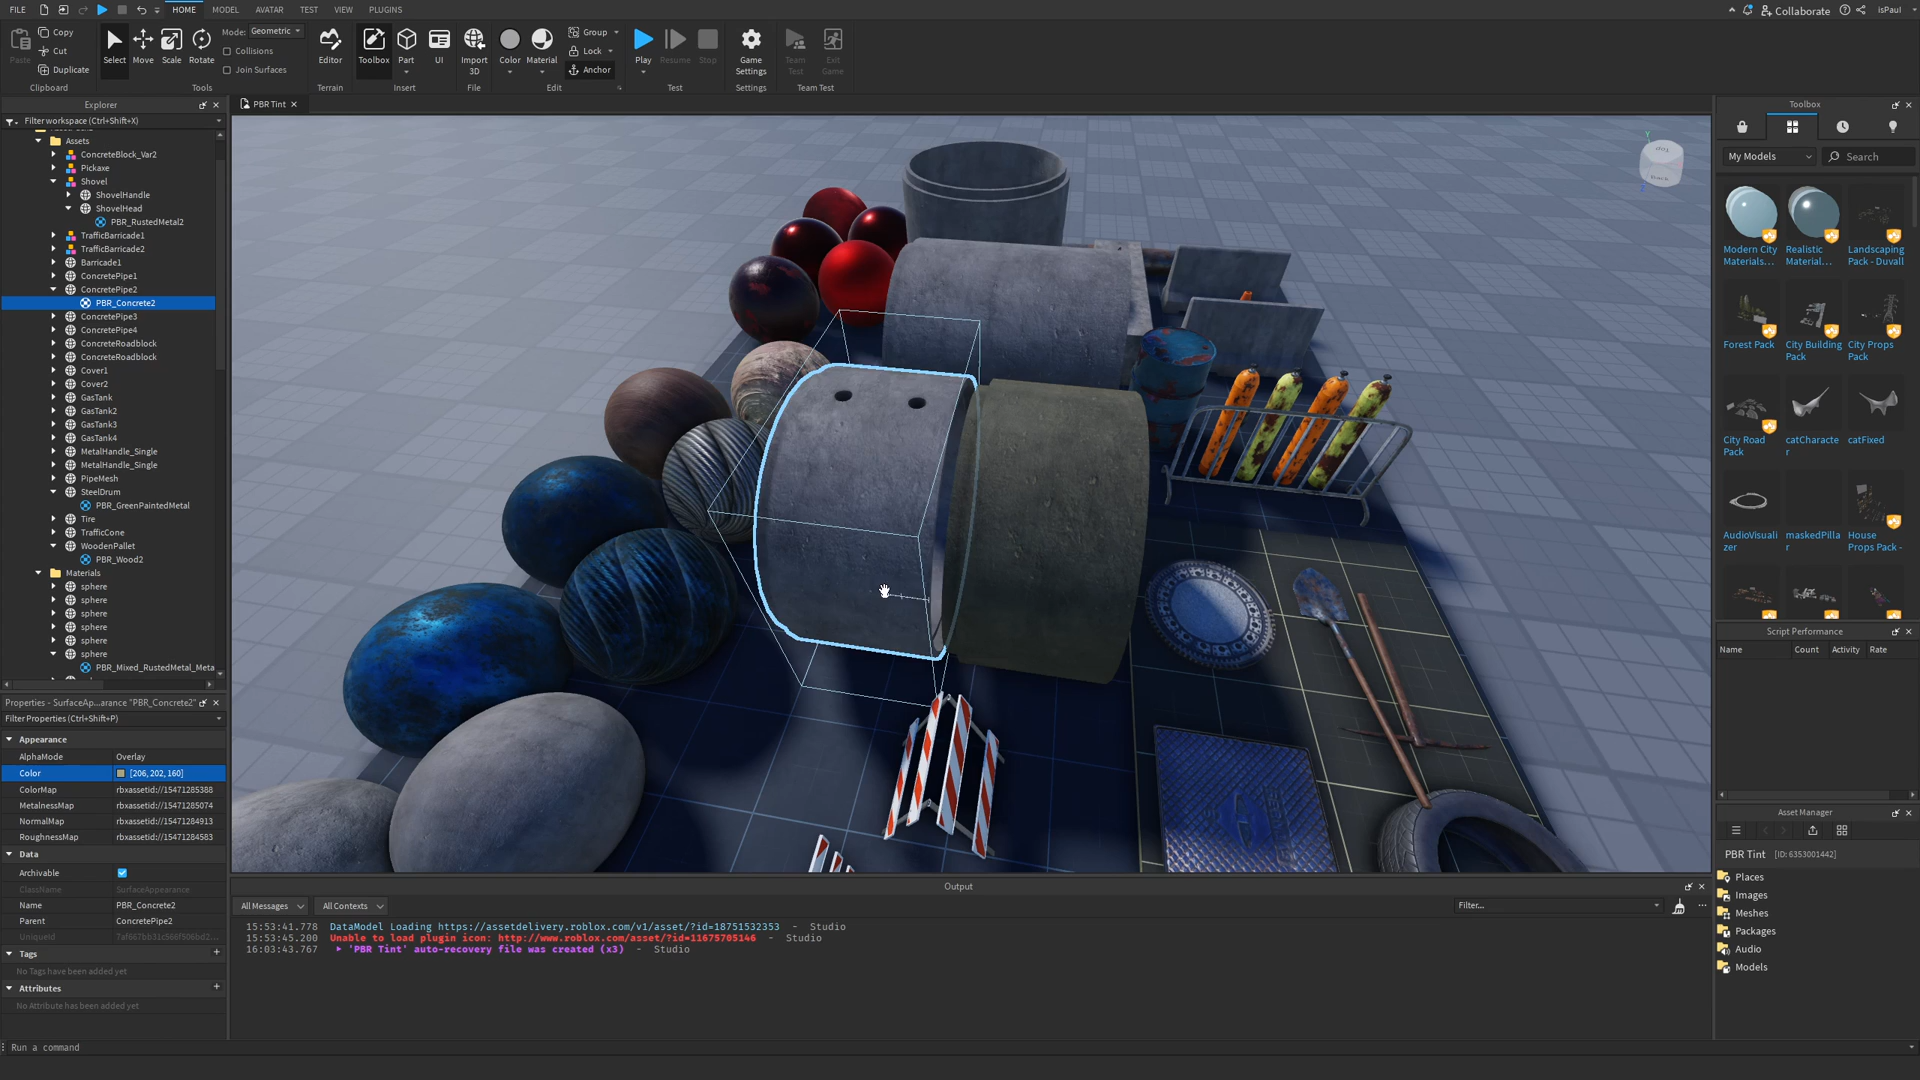 FILE HOME MODEL AVATAR TEST VIEW PLUGINS Collaborate isPaul
Copy Mode: Geometric Group
Cut Collisions Lock
Paste Duplicate Select Move Scale Rotate Join Surfaces Editor Toolbox Part UI Import 3D Color Material Anchor Play Resume Stop Game Settings Team Test Exit Game
Clipboard Tools Terrain Insert File Edit Test Settings Team Test
Explorer
Filter workspace (Ctrl+Shift+X)
Assets
ConcreteBlock_Var2
Pickaxe
Shovel
ShovelHandle
ShovelHead
PBR_RustedMetal2
TrafficBarricade1
TrafficBarricade2
Barricade1
ConcretePipe1
ConcretePipe2
PBR_Concrete2
ConcretePipe3
ConcretePipe4
ConcreteRoadblock
ConcreteRoadblock
Cover1
Cover2
GasTank
GasTank2
GasTank3
GasTank4
MetalHandle_Single
MetalHandle_Single
PipeMesh
SteelDrum
PBR_GreenPaintedMetal
Tire
TrafficCone
WoodenPallet
PBR_Wood2
Materials
sphere
sphere
sphere
sphere
sphere
sphere
PBR_Mixed_RustedMetal_Meta
Properties - SurfaceAp...arance "PBR_Concrete2"
Filter Properties (Ctrl+Shift+P)
Appearance
AlphaMode Overlay
Color [206, 202, 160]
ColorMap rbxassetid://15471285388
MetalnessMap rbxassetid://15471285074
NormalMap rbxassetid://15471284913
RoughnessMap rbxassetid://15471284583
Data
Archivable
ClassName SurfaceAppearance
Name PBR_Concrete2
Parent ConcretePipe2
UniqueId
Tags
No Tags have been added yet
Attributes
No Attribute has been added yet
Run a command
PBR Tint
Top
Back
Y
Z
Output
All Messages All Contexts Filter...
15:53:41.778 DataModel Loading https://assetdelivery.roblox.com/v1/asset/?id=18751532353 - Studio
15:53:45.200 Unable to load plugin icon: http://www.roblox.com/asset/?id=11675705146 - Studio
16:03:43.767 'PBR Tint' auto-recovery file was created (x3) - Studio
Toolbox
My Models Search
Modern City Materials...
Realistic Material...
Landscaping Pack - Duvall
Forest Pack
City Building Pack
City Props Pack
City Road Pack
catCharacter
catFixed
AudioVisualizer
maskedPillar
House Props Pack -
Script Performance
Name Count Activity Rate
Asset Manager
PBR Tint [ID: 6353001442]
Places
Images
Meshes
Packages
Audio
Models